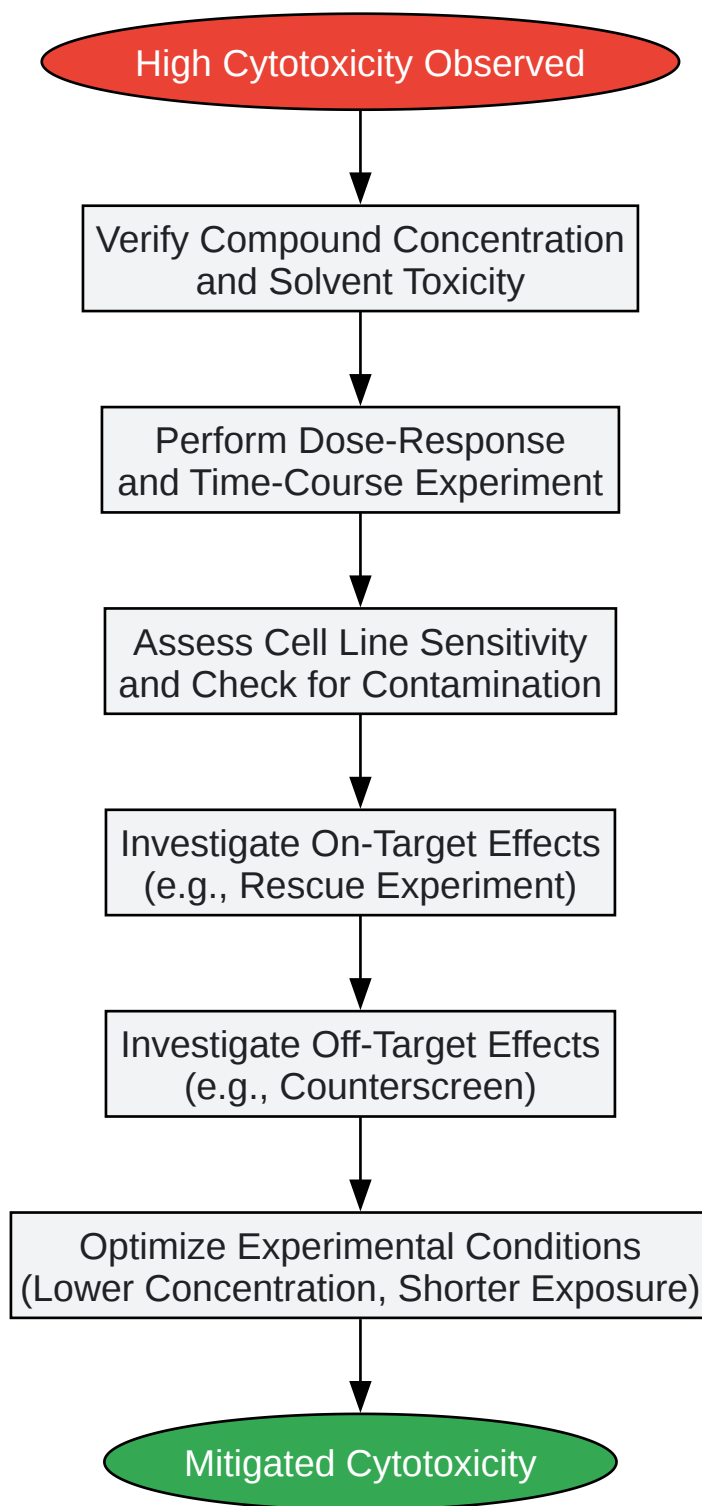 High Cytotoxicity Observed
Verify Compound Concentration
and Solvent Toxicity
Perform Dose-Response
and Time-Course Experiment
Assess Cell Line Sensitivity
and Check for Contamination
Investigate On-Target Effects
(e.g., Rescue Experiment)
Investigate Off-Target Effects
(e.g., Counterscreen)
Optimize Experimental Conditions
(Lower Concentration, Shorter Exposure)
Mitigated Cytotoxicity